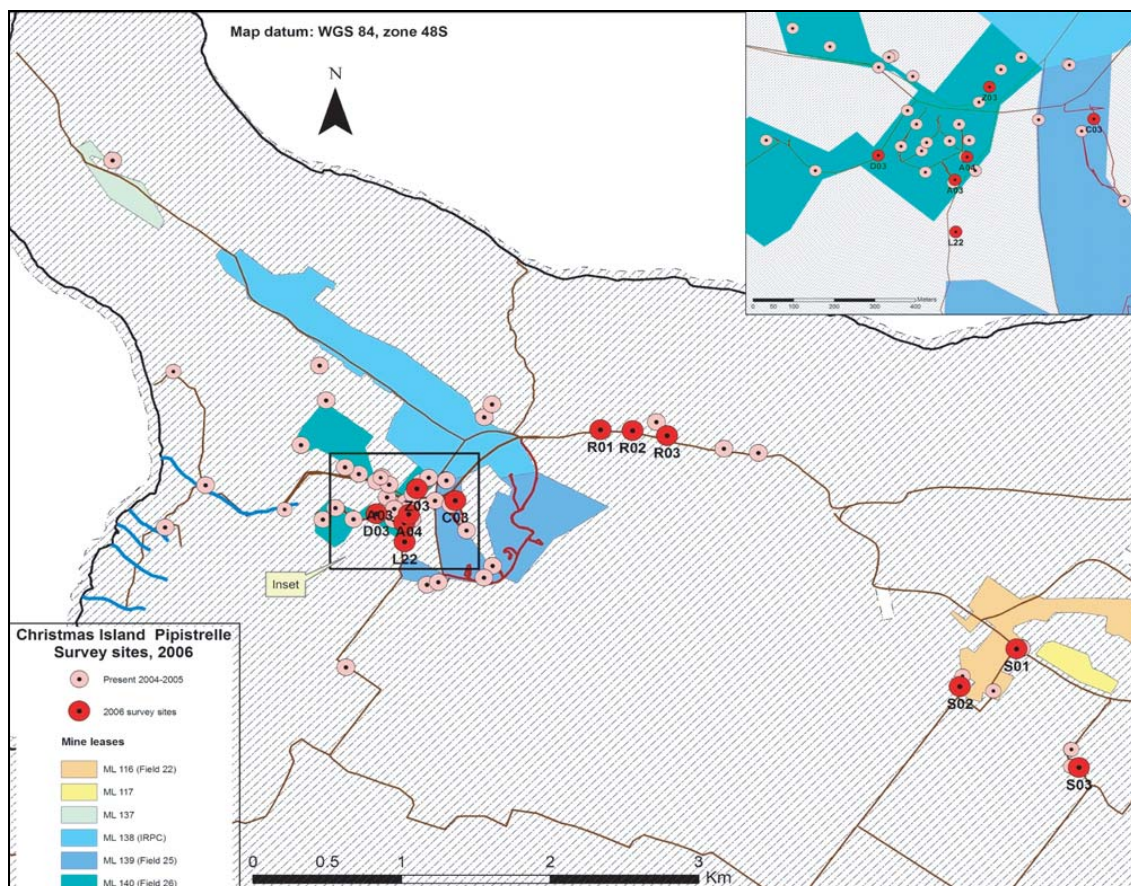 Map datum: WGS 84, zone 48S
N
Z03
C03
D03
A04
A03
L22
0 50 100 200 300 400 Meters
R01
R02
R03
A03
Z03
C03
D03
A04
L22
Inset
S01
S02
S03
Christmas Island Pipistrelle
Survey sites, 2006
Present 2004-2005
2006 survey sites
Mine leases
ML 116 (Field 22)
ML 117
ML 137
ML 138 (IRPC)
ML 139 (Field 25)
ML 140 (Field 26)
0 0.5 1 2 3
Km